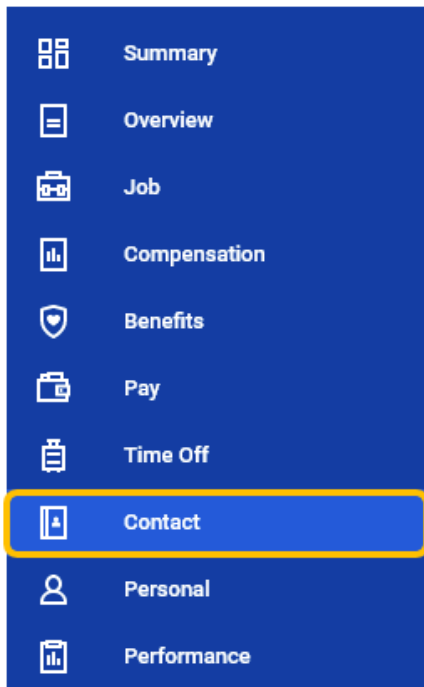 Summary
Overview
Job
Compensation
Benefits
Pay
Time Off
Contact
Personal
Performance